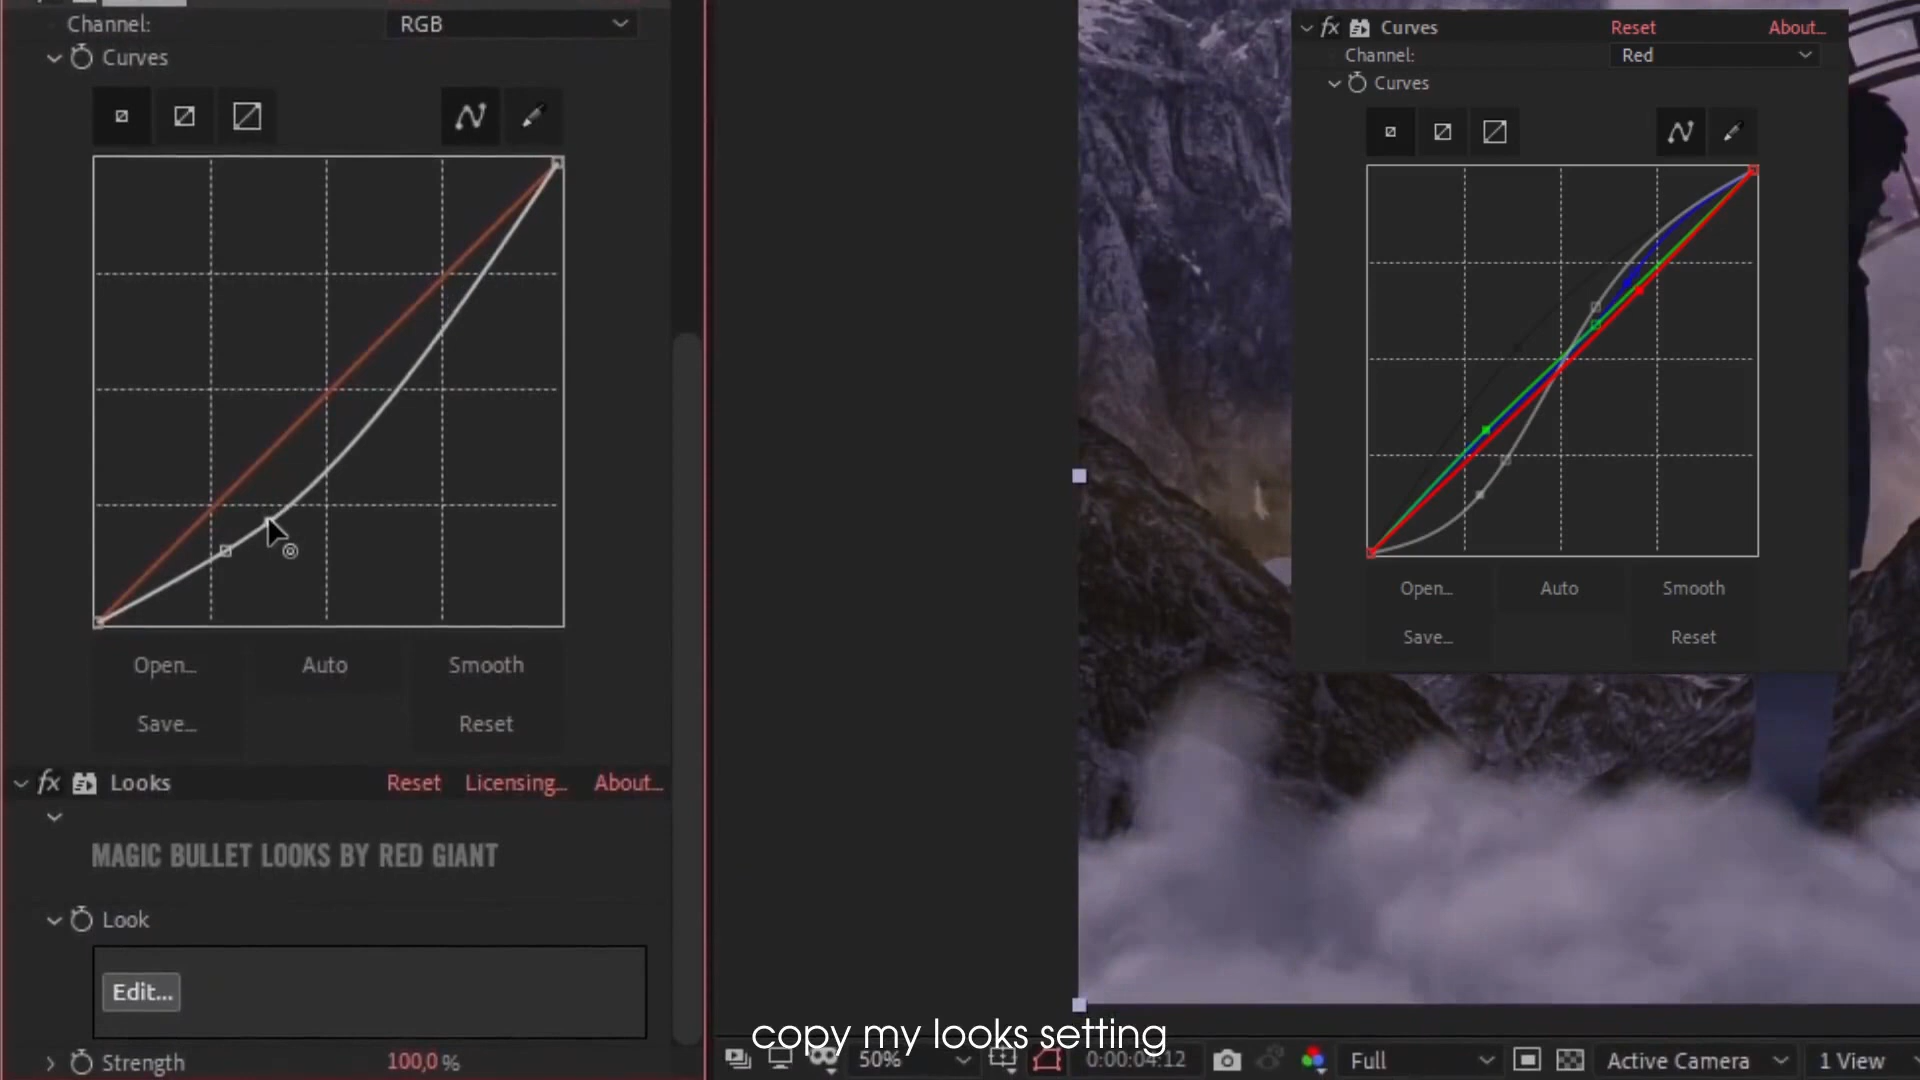 Channel:
RGB
Curves
Open...
Auto
Smooth
Save...
Reset
fx Looks
Reset
Licensing...
About...
MAGIC BULLET LOOKS BY RED GIANT
Look
Edit...
Strength
100,0 %
fx Curves
Reset
About...
Channel:
Red
Curves
Open...
Auto
Smooth
Save...
Reset
copy my looks setting
50%
0:00:04:12
Full
Active Camera
1 View